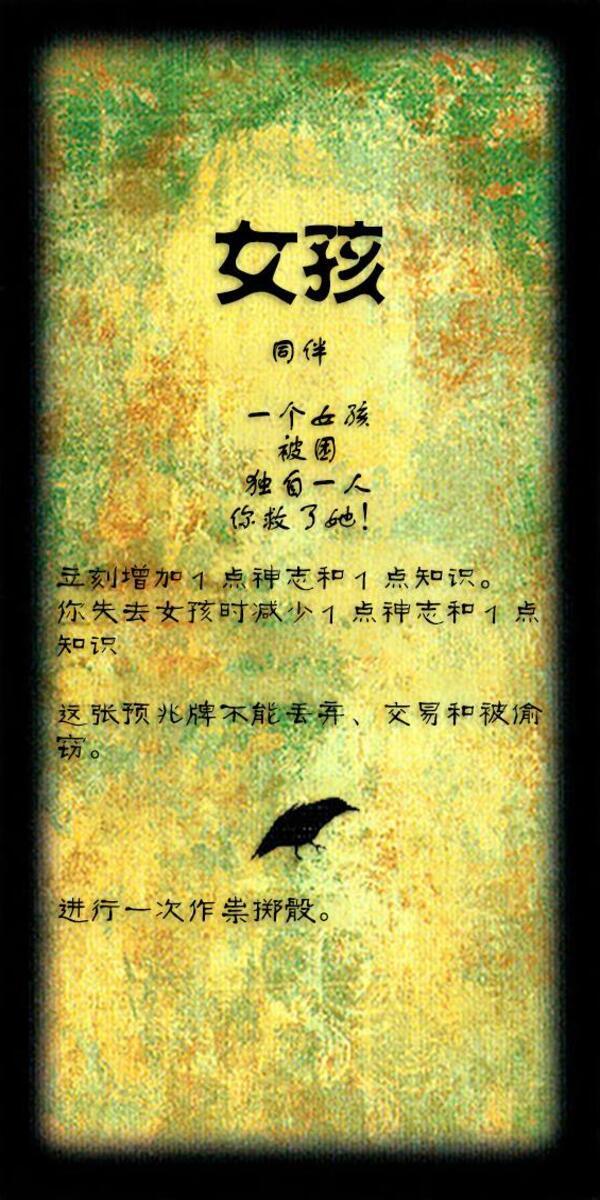 女孩
同伴
一个女孩
被困
独自一人
你救了她!
立刻增加1点神志和1点知识。
你失去女孩时减少1点神志和1点
知识
这张预兆牌不能丢弃、交易和被偷
窃。
进行一次作祟掷骰。